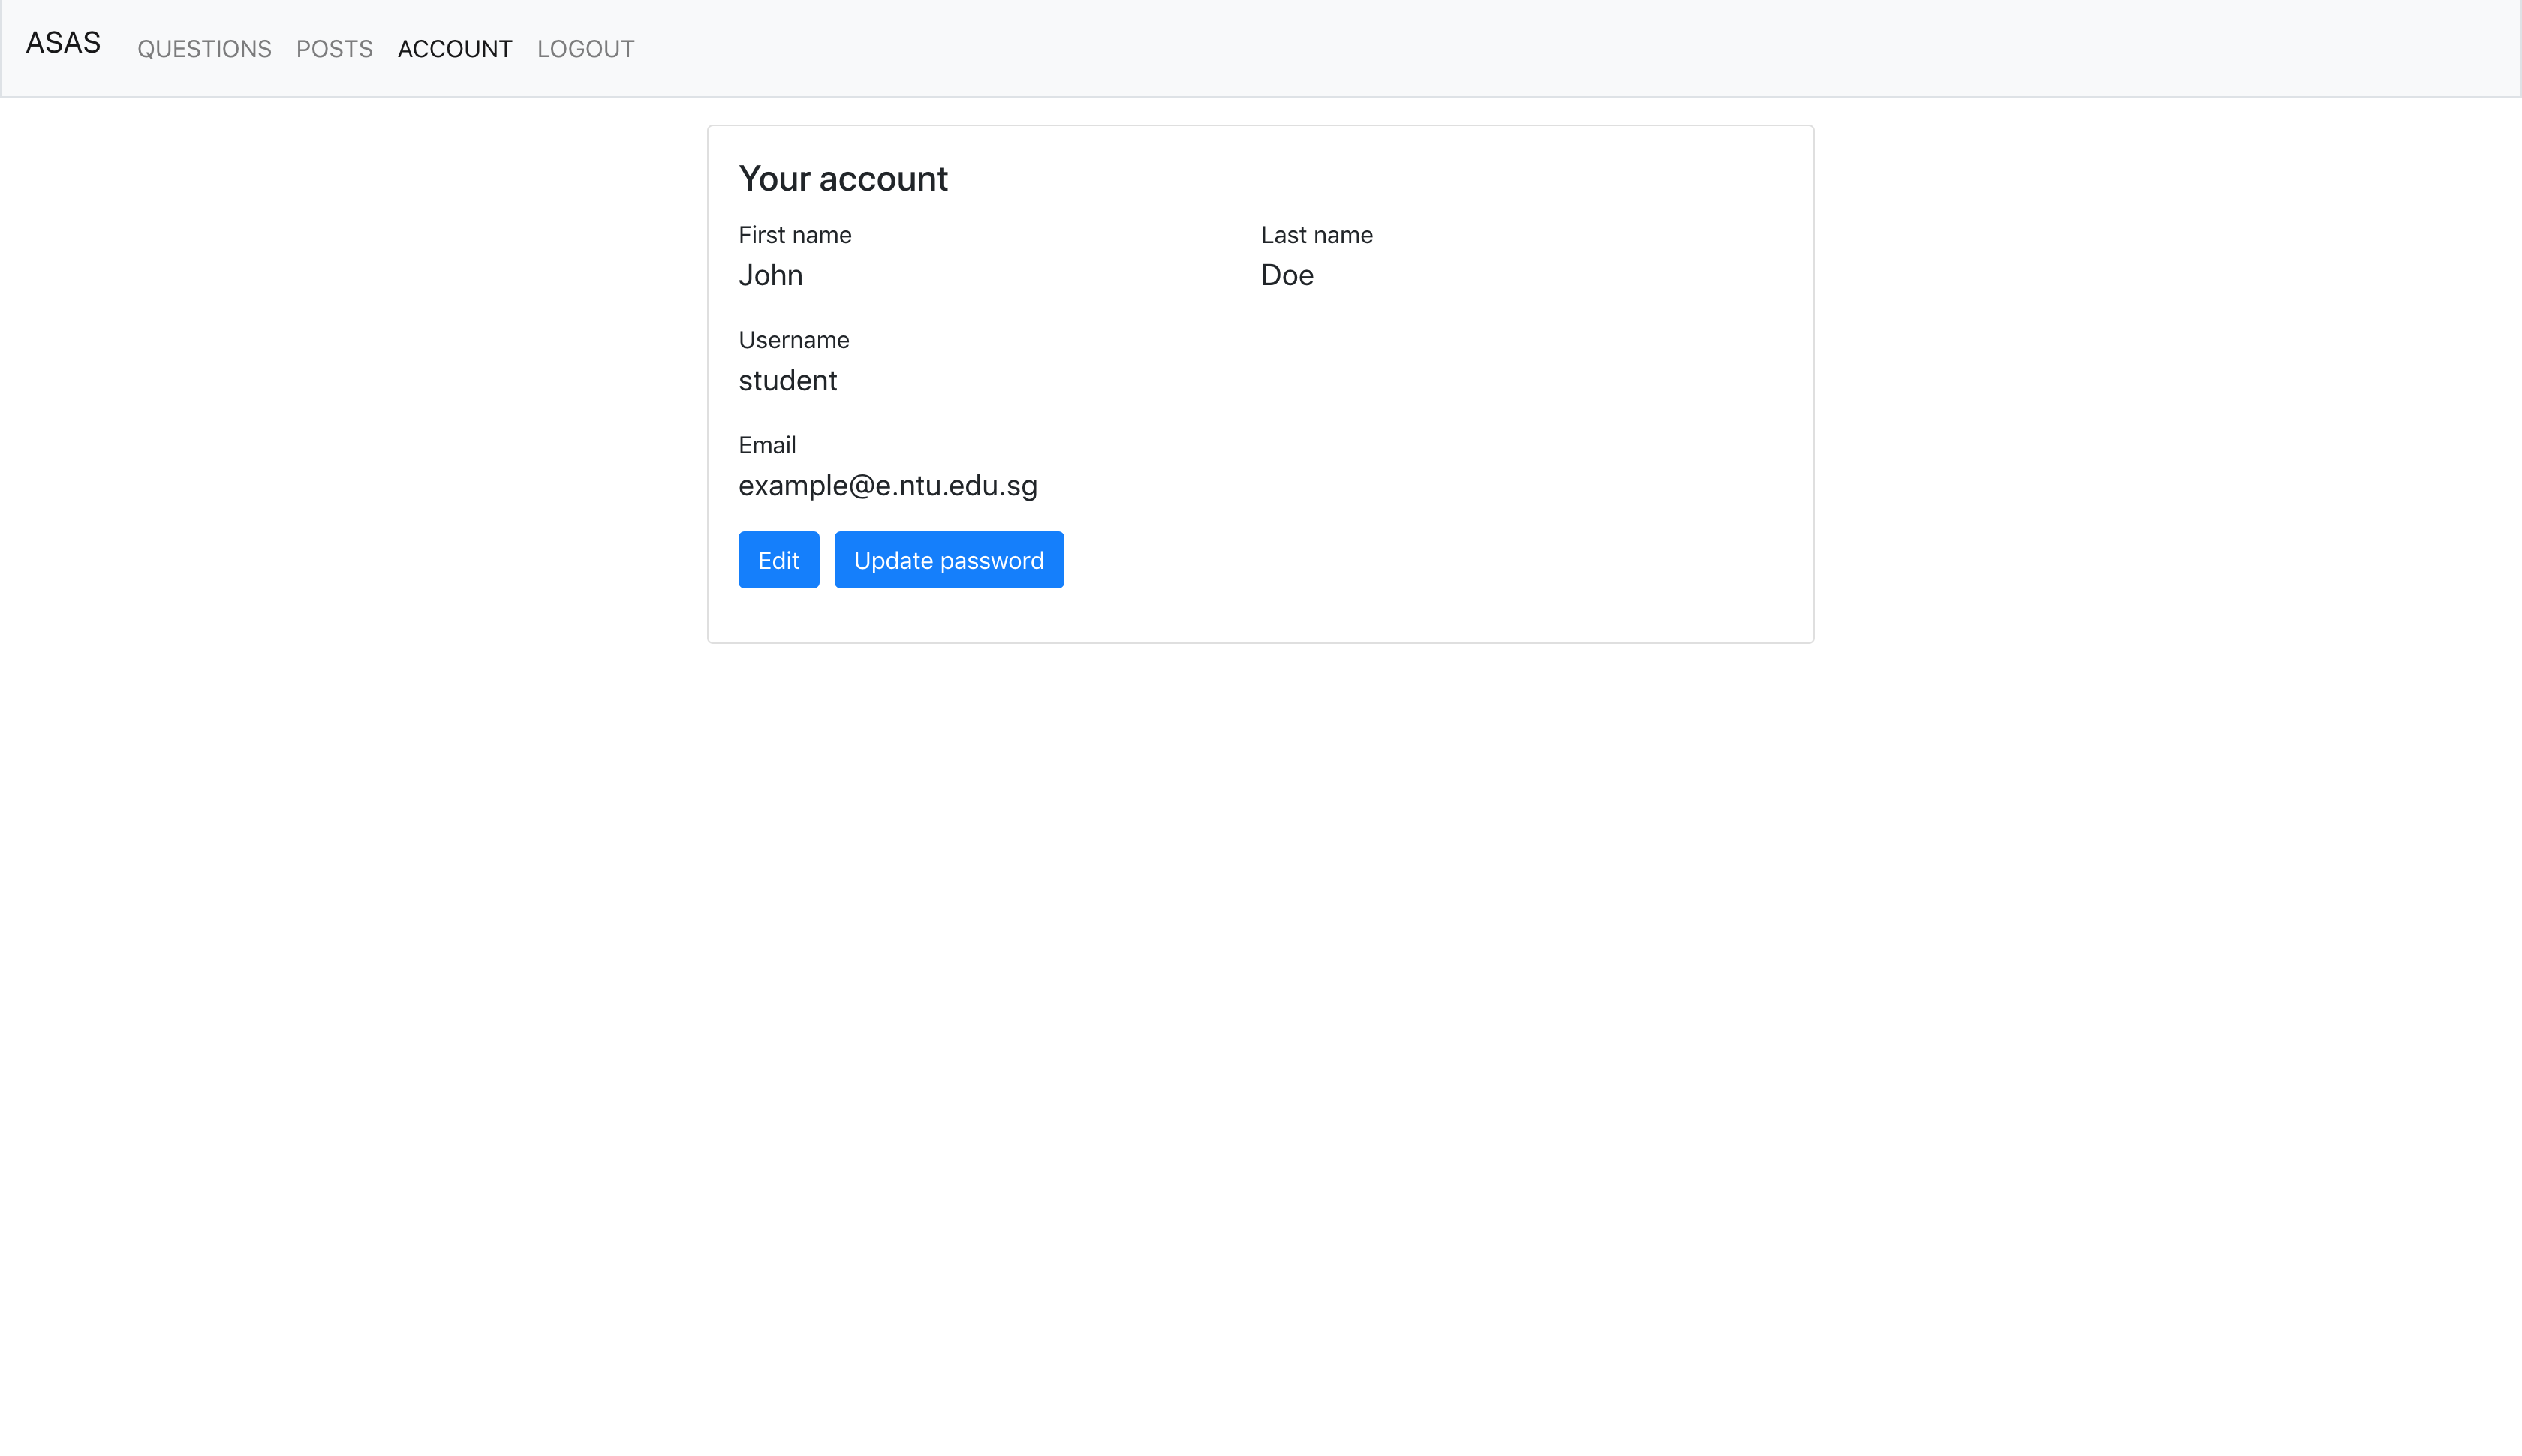 ASAS QUESTIONS POSTS ACCOUNT LOGOUT
Your account
First name Last name
John Doe
Username
student
Email
example@e.ntu.edu.sg
Edit Update password